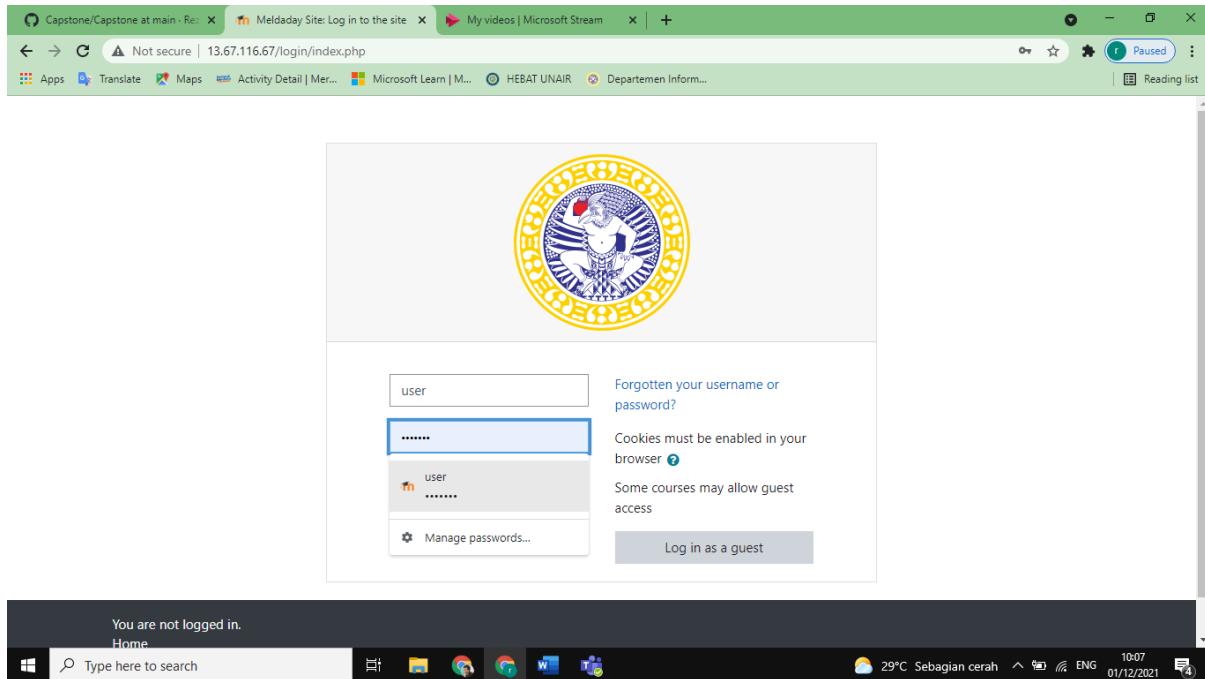 Capstone/Capstone at main · Re
Meldaday Site: Log in to the site
My videos | Microsoft Stream
Not secure | 13.67.116.67/login/index.php
r Paused
Apps Translate Maps Activity Detail | Mer... Microsoft Learn | M... HEBAT UNAIR Departemen Inform... Reading list
user
•••••••
user
•••••••
Manage passwords...
Forgotten your username or
password?
Cookies must be enabled in your
browser
Some courses may allow guest
access
Log in as a guest
You are not logged in.
Home
Type here to search
29°C Sebagian cerah
ENG
10:07
01/12/2021
4